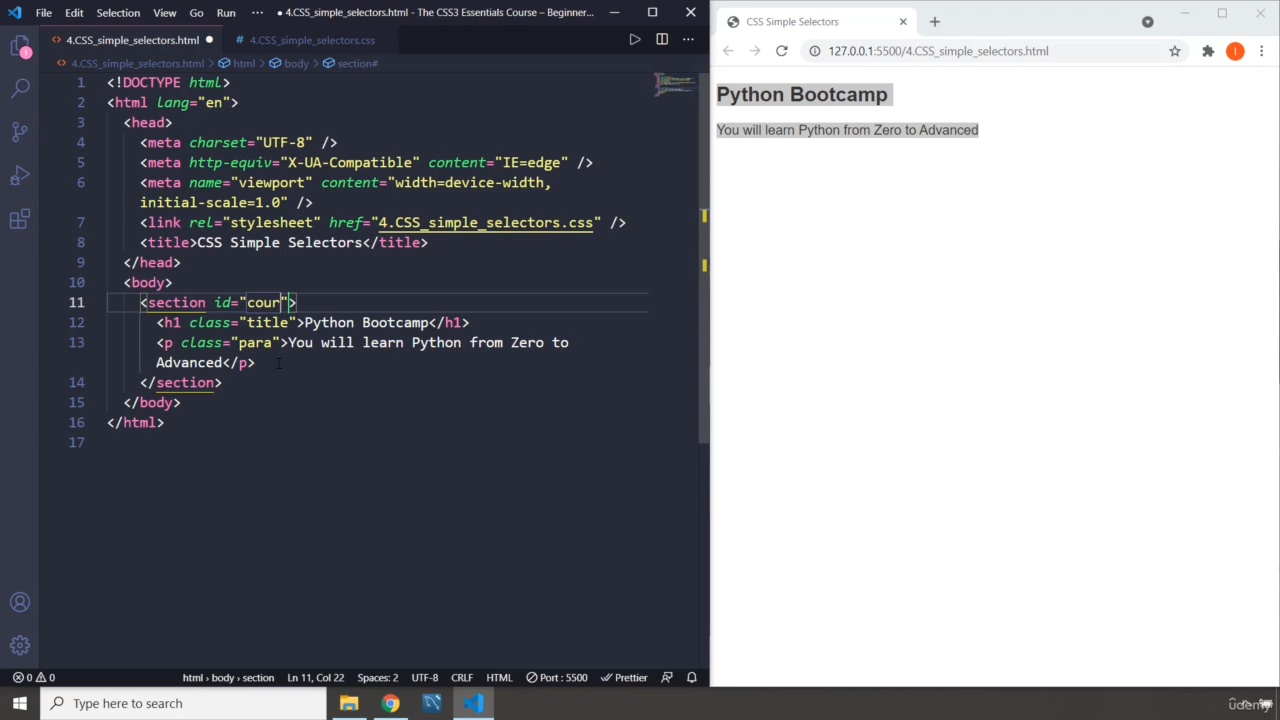 File Edit Selection View Go Run ··· ● 4.CSS_simple_selectors.html - The CSS3 Essentials Course – Beginner...
4.CSS_simple_selectors.html ●
# 4.CSS_simple_selectors.css
4.CSS_simple_selectors.html › html › body › section#
1 <!DOCTYPE html>
2 <html lang="en">
3 <head>
4 <meta charset="UTF-8" />
5 <meta http-equiv="X-UA-Compatible" content="IE=edge" />
6 <meta name="viewport" content="width=device-width,
initial-scale=1.0" />
7 <link rel="stylesheet" href="4.CSS_simple_selectors.css" />
8 <title>CSS Simple Selectors</title>
9 </head>
10 <body>
11 <section id="cour">
12 <h1 class="title">Python Bootcamp</h1>
13 <p class="para">You will learn Python from Zero to
Advanced</p>
14 </section>
15 </body>
16 </html>
17
1
0 0 html › body › section Ln 11, Col 22 Spaces: 2 UTF-8 CRLF HTML Port : 5500 Prettier
CSS Simple Selectors
127.0.0.1:5500/4.CSS_simple_selectors.html
I
Python Bootcamp
You will learn Python from Zero to Advanced
Type here to search
udemy